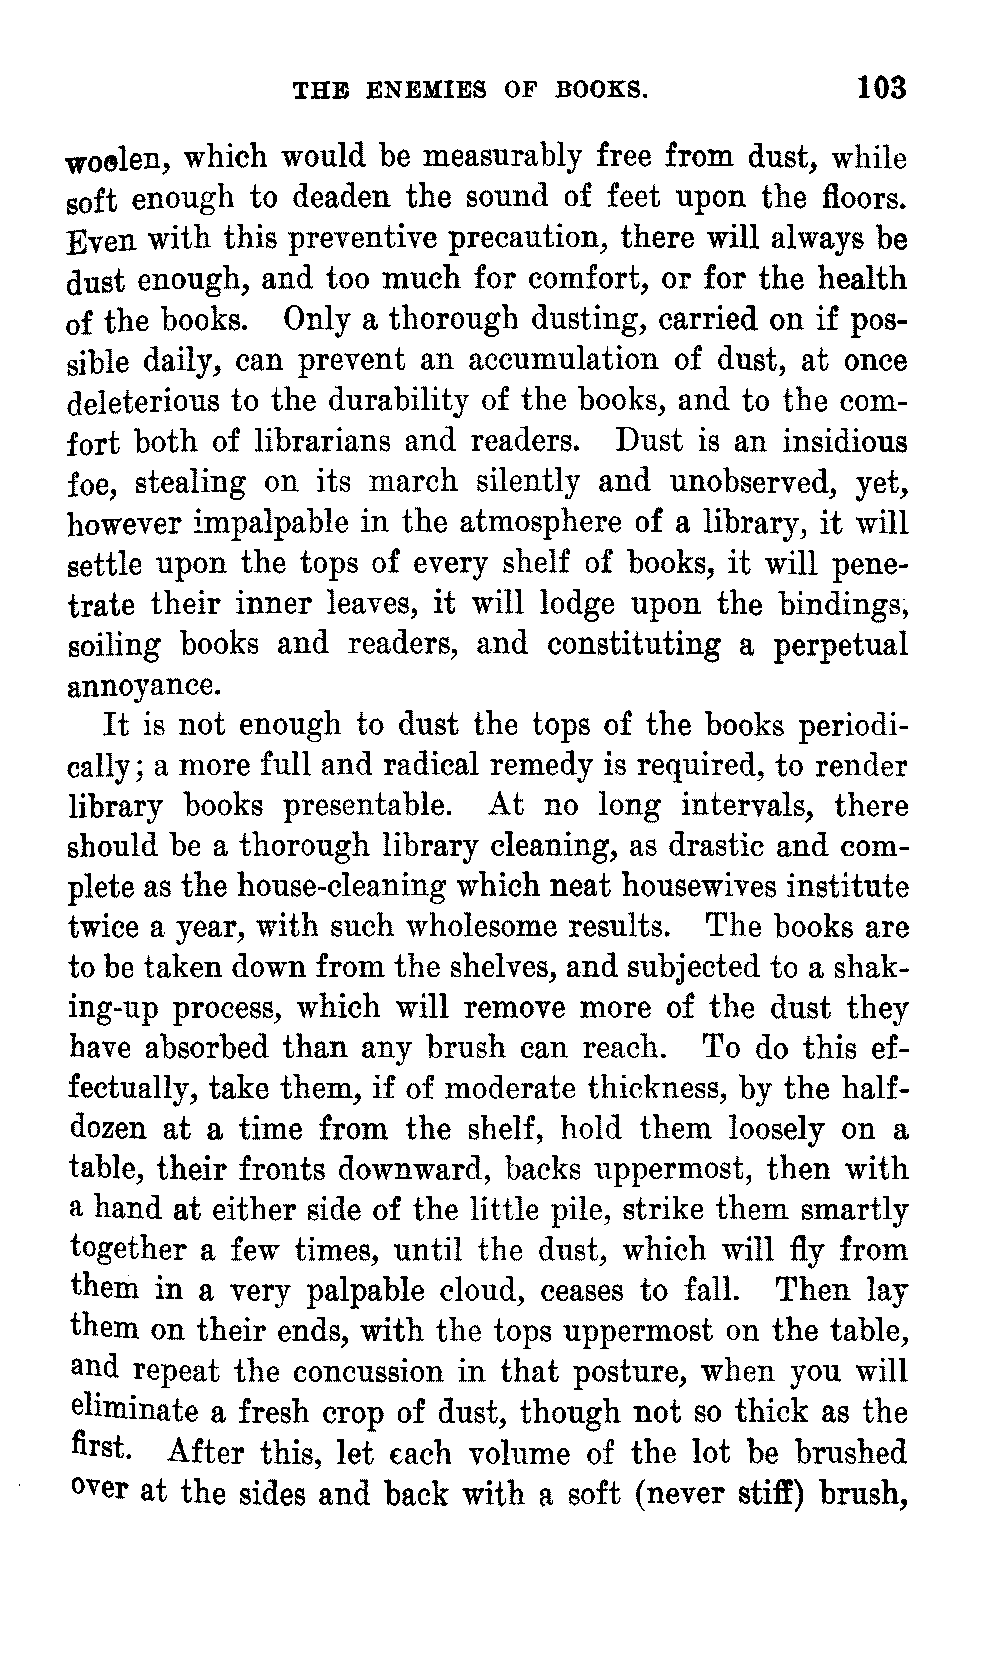 THE ENEMIES OF BOOKS. 103
woolen, which would be measurably free from dust, while
soft enough to deaden the sound of feet upon the floors.
Even with this preventive precaution, there will always be
dust enough, and too much for comfort, or for the health
of the books. Only a thorough dusting, carried on if pos-
sible daily, can prevent an accumulation of dust, at once
deleterious to the durability of the books, and to the com-
fort both of librarians and readers. Dust is an insidious
foe, stealing on its march silently and unobserved, yet,
however impalpable in the atmosphere of a library, it will
settle upon the tops of every shelf of books, it will pene-
trate their inner leaves, it will lodge upon the bindings,
soiling books and readers, and constituting a perpetual
annoyance.
It is not enough to dust the tops of the books periodi-
cally; a more full and radical remedy is required, to render
library books presentable. At no long intervals, there
should be a thorough library cleaning, as drastic and com-
plete as the house-cleaning which neat housewives institute
twice a year, with such wholesome results. The books are
to be taken down from the shelves, and subjected to a shak-
ing-up process, which will remove more of the dust they
have absorbed than any brush can reach. To do this ef-
fectually, take them, if of moderate thickness, by the half-
dozen at a time from the shelf, hold them loosely on a
table, their fronts downward, backs uppermost, then with
a hand at either side of the little pile, strike them smartly
together a few times, until the dust, which will fly from
them in a very palpable cloud, ceases to fall. Then lay
them on their ends, with the tops uppermost on the table,
and repeat the concussion in that posture, when you will
eliminate a fresh crop of dust, though not so thick as the
first. After this, let each volume of the lot be brushed
over at the sides and back with a soft (never stiff) brush,